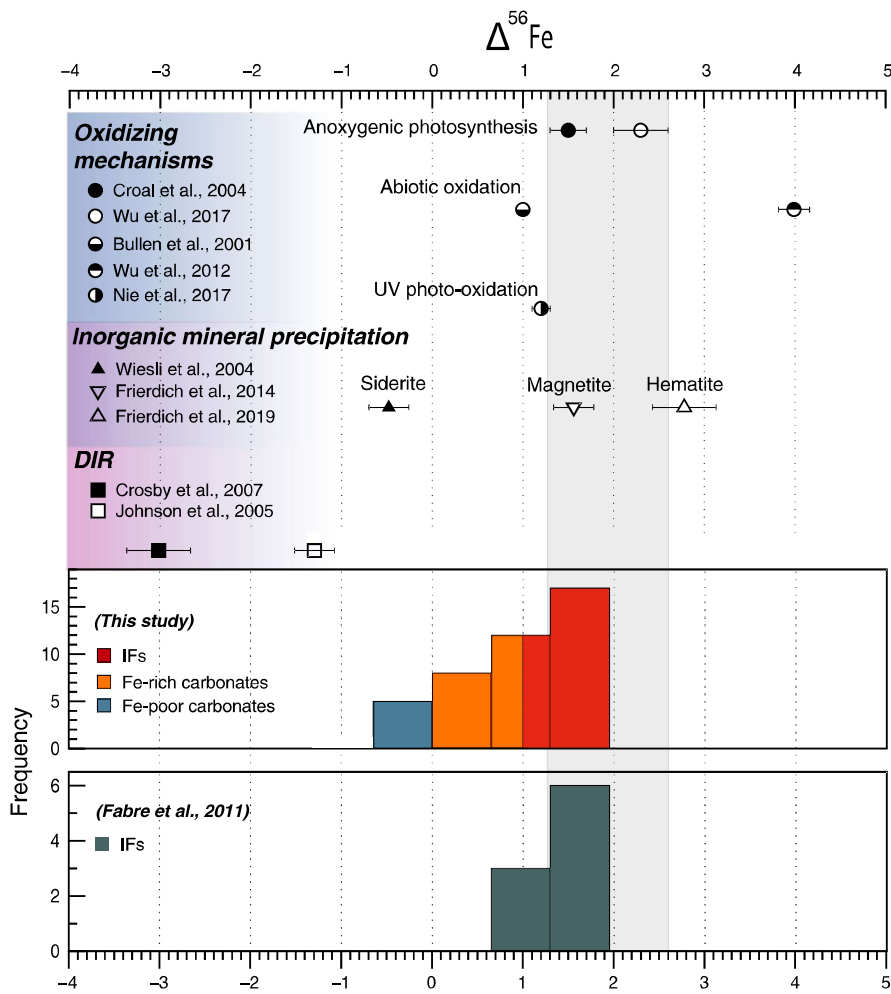 Δ56Fe
−4 −3 −2 −1 0 1 2 3 4 5
Oxidizing
mechanisms
Croal et al., 2004
Wu et al., 2017
Bullen et al., 2001
Wu et al., 2012
Nie et al., 2017
Anoxygenic photosynthesis
Abiotic oxidation
UV photo-oxidation
Inorganic mineral precipitation
Wiesli et al., 2004
Frierdich et al., 2014
Frierdich et al., 2019
Siderite Magnetite Hematite
DIR
Crosby et al., 2007
Johnson et al., 2005
Frequency
15
10
5
0
(This study)
IFs
Fe-rich carbonates
Fe-poor carbonates
6
4
2
0
(Fabre et al., 2011)
IFs
−4 −3 −2 −1 0 1 2 3 4 5